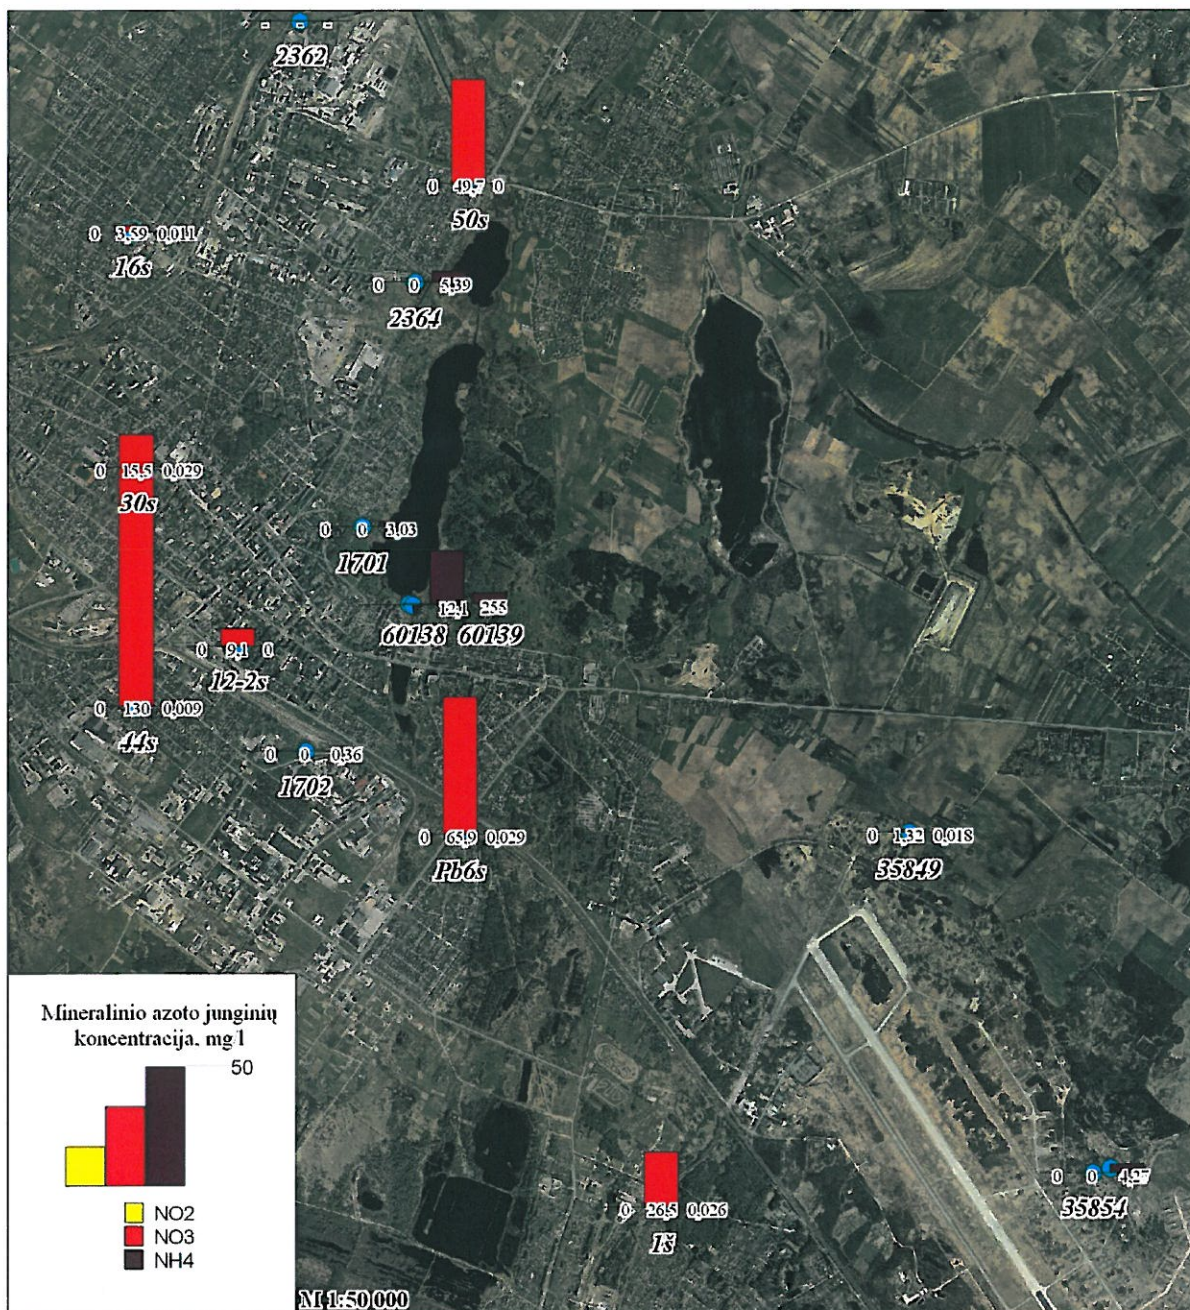 2362
0 49,7 0
50s
0 3,59 0,011
16s
0 0 5,39
2364
0 15,5 0,029
30s
0 0 3,03
1701
12,1 255
60138 60139
0 9,1 0
12-2s
0 130 0,009
44s
0 0 0,36
1702
0 65,9 0,029
Pb6s
0 1,32 0,018
35849
Mineralinio azoto junginių
koncentracija, mg/l
50
NO2
NO3
NH4
0 26,5 0,026
1š
0 0 4,27
35854
M 1:50 000